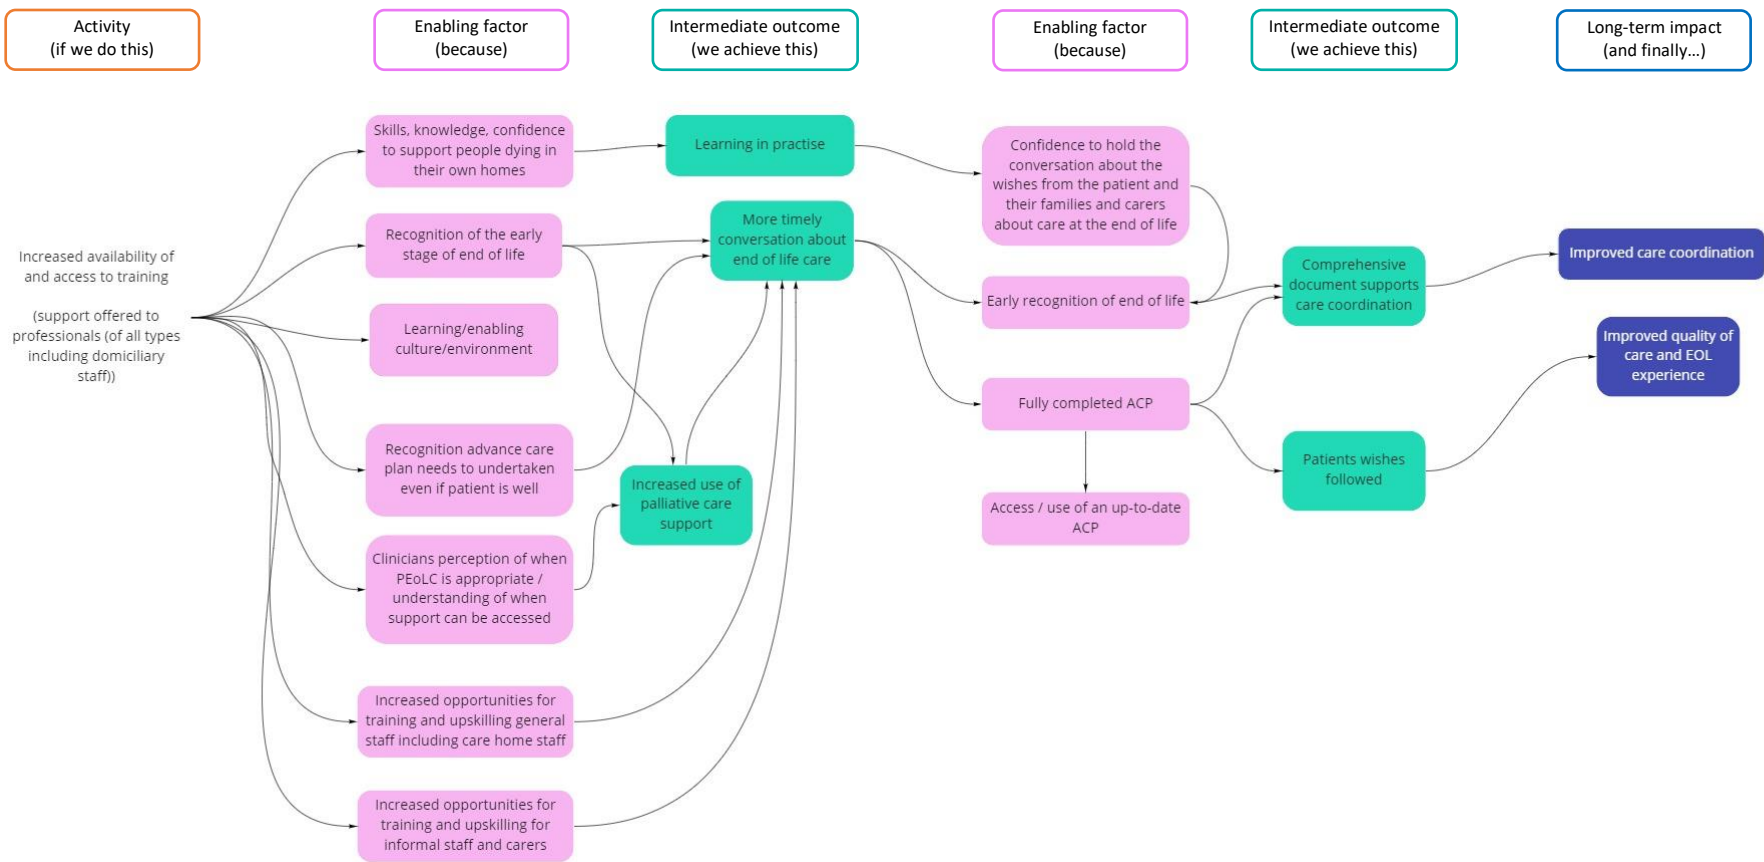 Activity
(if we do this)
Enabling factor
(because)
Intermediate outcome
(we achieve this)
Enabling factor
(because)
Intermediate outcome
(we achieve this)
Long-term impact
(and finally...)
Increased availability of
and access to training
(support offered to
professionals (of all types
including domiciliary
staff))
Skills, knowledge, confidence
to support people dying in
their own homes
Recognition of the early
stage of end of life
Learning/enabling
culture/environment
Recognition advance care
plan needs to undertaken
even if patient is well
Clinicians perception of when
PEoLC is appropriate /
understanding of when
support can be accessed
Increased opportunities for
training and upskilling general
staff including care home staff
Increased opportunities for
training and upskilling for
informal staff and carers
Learning in practise
More timely
conversation about
end of life care
Increased use of
palliative care
support
Confidence to hold the
conversation about the
wishes from the patient and
their families and carers
about care at the end of life
Early recognition of end of life
Fully completed ACP
Access / use of an up-to-date
ACP
Comprehensive
document supports
care coordination
Patients wishes
followed
Improved care coordination
Improved quality of
care and EOL
experience